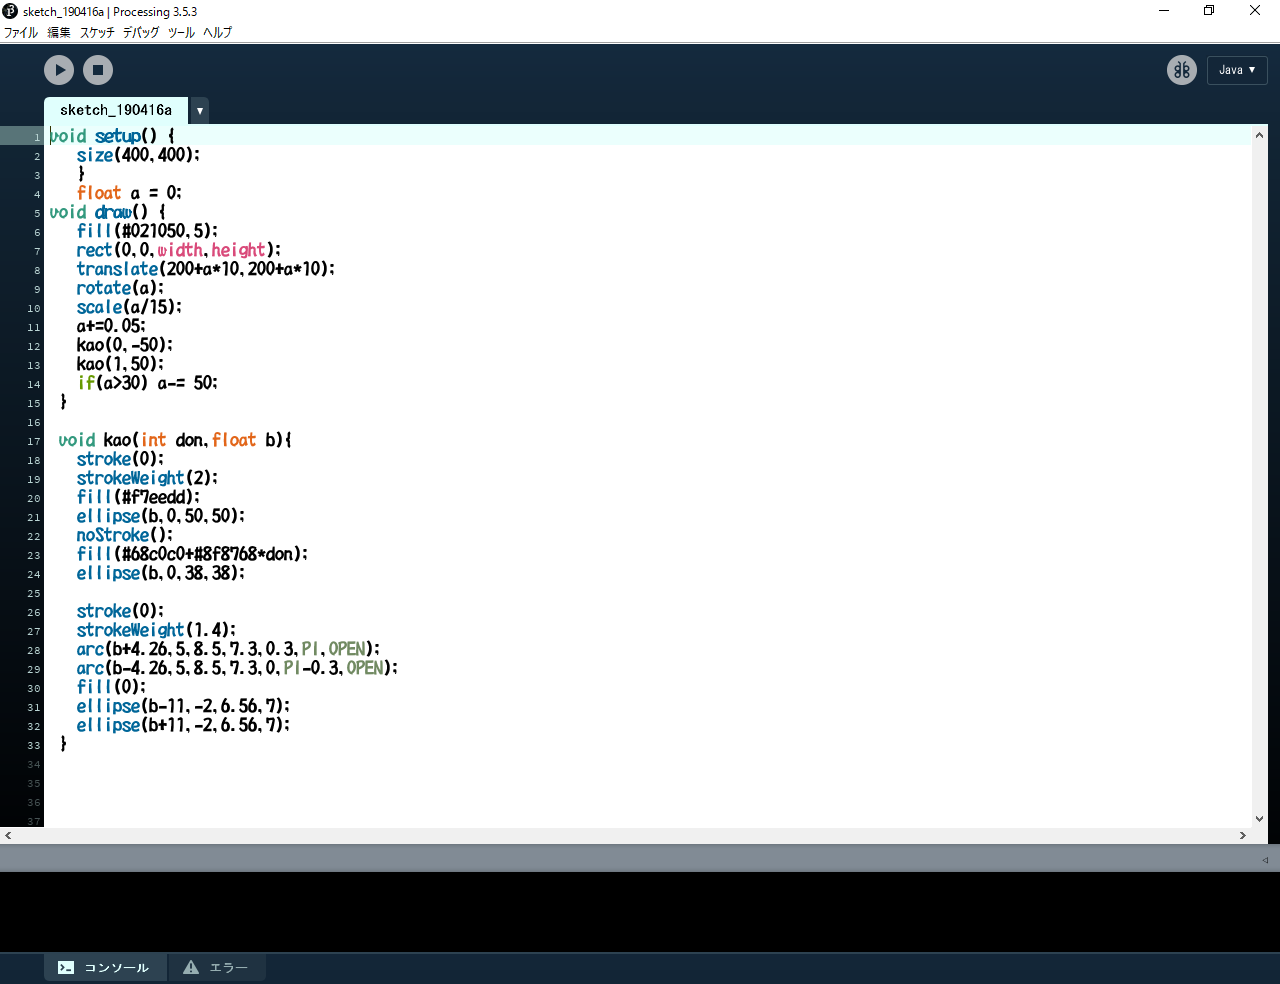 sketch_190416a | Processing 3.5.3
ファイル 編集 スケッチ デバッグ ツール ヘルプ
Java ▼
sketch_190416a ▼
1 void setup() {
2 size(400,400);
3 }
4 float a = 0;
5 void draw() {
6 fill(#021050,5);
7 rect(0,0,width,height);
8 translate(200+a*10,200+a*10);
9 rotate(a);
10 scale(a/15);
11 a+=0.05;
12 kao(0,-50);
13 kao(1,50);
14 if(a>30) a-= 50;
15 }
16
17 void kao(int don,float b){
18 stroke(0);
19 strokeWeight(2);
20 fill(#f7eedd);
21 ellipse(b,0,50,50);
22 noStroke();
23 fill(#68c0c0+#8f8768*don);
24 ellipse(b,0,38,38);
25
26 stroke(0);
27 strokeWeight(1.4);
28 arc(b+4.26,5,8.5,7.3,0.3,PI,OPEN);
29 arc(b-4.26,5,8.5,7.3,0,PI-0.3,OPEN);
30 fill(0);
31 ellipse(b-11,-2,6.56,7);
32 ellipse(b+11,-2,6.56,7);
33 }
34
35
36
37
コンソール エラー